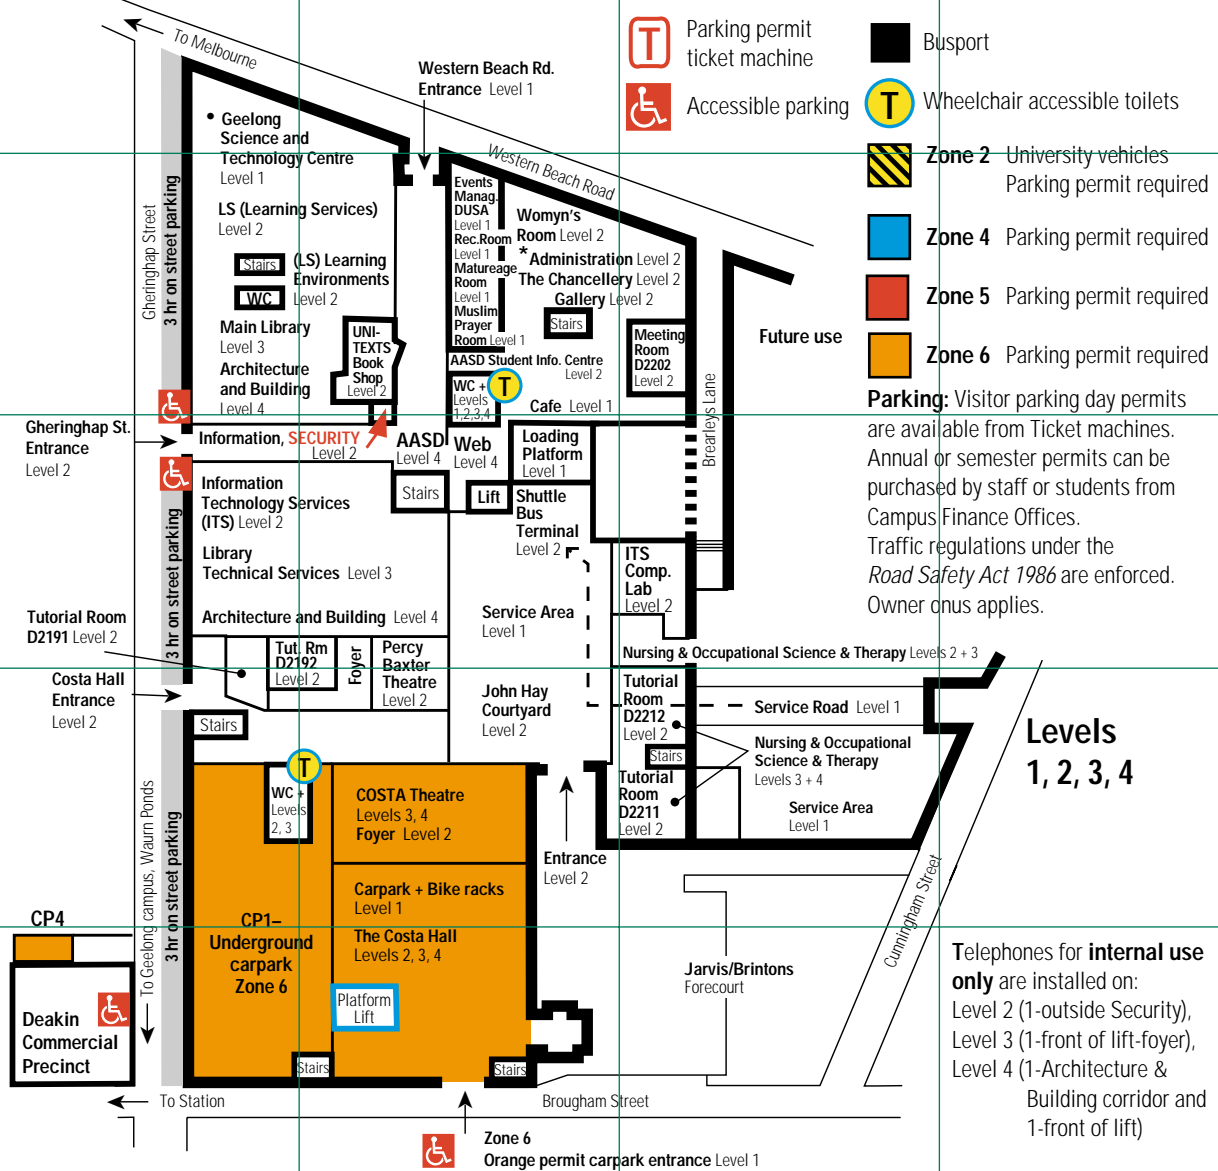 To Melbourne
Western Beach Rd.
Entrance Level 1
T
Parking permit
ticket machine
Accessible parking
Busport
T
Wheelchair accessible toilets
Zone 2 University vehicles
Parking permit required
Zone 4 Parking permit required
Zone 5 Parking permit required
Zone 6 Parking permit required
Parking: Visitor parking day permits
are available from Ticket machines.
Annual or semester permits can be
purchased by staff or students from
Campus Finance Offices.
Traffic regulations under the
Road Safety Act 1986 are enforced.
Owner onus applies.
• Geelong
Science and
Technology Centre
Level 1
LS (Learning Services)
Level 2
Stairs
(LS) Learning
Environments
Level 2
WC
Main Library
Level 3
Architecture
and Building
Level 4
UNI-
TEXTS
Book
Shop
Level 2
Gheringhap Street
3 hr on street parking
Western Beach Road
Events
Manag.
DUSA
Level 1
Rec.Room
Level 1
Matureage
Room
Level 1
Muslim
Prayer
Room Level 1
Womyn's
Room Level 2
*Administration Level 2
The Chancellery Level 2
Gallery Level 2
Stairs
Meeting
Room
D2202
Level 2
AASD Student Info. Centre
Level 2
WC +
Levels
1,2,3,4
T
Cafe Level 1
Future use
Brearleys Lane
Gheringhap St.
Entrance
Level 2
Information, SECURITY
Level 2
AASD
Level 4
Web
Level 4
Loading
Platform
Level 1
Stairs
Lift
Shuttle
Bus
Terminal
Level 2
Information
Technology Services
(ITS) Level 2
Library
Technical Services Level 3
Architecture and Building Level 4
3 hr on street parking
ITS
Comp.
Lab
Level 2
Service Area
Level 1
Tutorial Room
D2191 Level 2
Tut. Rm
D2192
Level 2
Foyer
Percy
Baxter
Theatre
Level 2
Nursing & Occupational Science & Therapy Levels 2 + 3
Costa Hall
Entrance
Level 2
Stairs
John Hay
Courtyard
Level 2
Tutorial
Room
D2212
Level 2
Stairs
Tutorial
Room
D2211
Level 2
Service Road Level 1
Nursing & Occupational
Science & Therapy
Levels 3 + 4
Service Area
Level 1
Levels
1, 2, 3, 4
T
WC +
Levels
2, 3
COSTA Theatre
Levels 3, 4
Foyer Level 2
Entrance
Level 2
Carpark + Bike racks
Level 1
The Costa Hall
Levels 2, 3, 4
CP1–
Underground
carpark
Zone 6
Platform
Lift
Stairs
Stairs
To Geelong campus, Waurn Ponds
3 hr on street parking
CP4
Deakin
Commercial
Precinct
Jarvis/Brintons
Forecourt
Cunningham Street
Telephones for internal use
only are installed on:
Level 2 (1-outside Security),
Level 3 (1-front of lift-foyer),
Level 4 (1-Architecture &
Building corridor and
1-front of lift)
To Station
Brougham Street
Zone 6
Orange permit carpark entrance Level 1